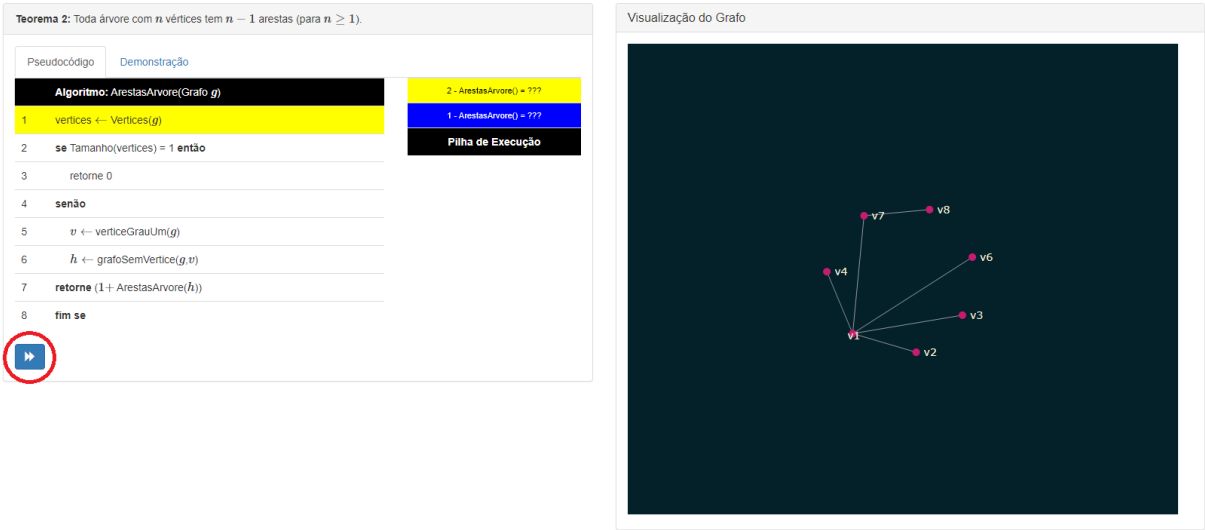 Teorema 2: Toda árvore com n vértices tem n − 1 arestas (para n ≥ 1).
Pseudocódigo
Demonstração
Algoritmo: ArestasArvore(Grafo g)
1 vertices ← Vertices(g)
2 se Tamanho(vertices) = 1 então
3 retorne 0
4 senão
5 v ← verticeGrauUm(g)
6 h ← grafoSemVertice(g,v)
7 retorne (1+ ArestasArvore(h))
8 fim se
2 - ArestasArvore() = ???
1 - ArestasArvore() = ???
Pilha de Execução
Visualização do Grafo
v7
v8
v6
v4
v3
v1
v2